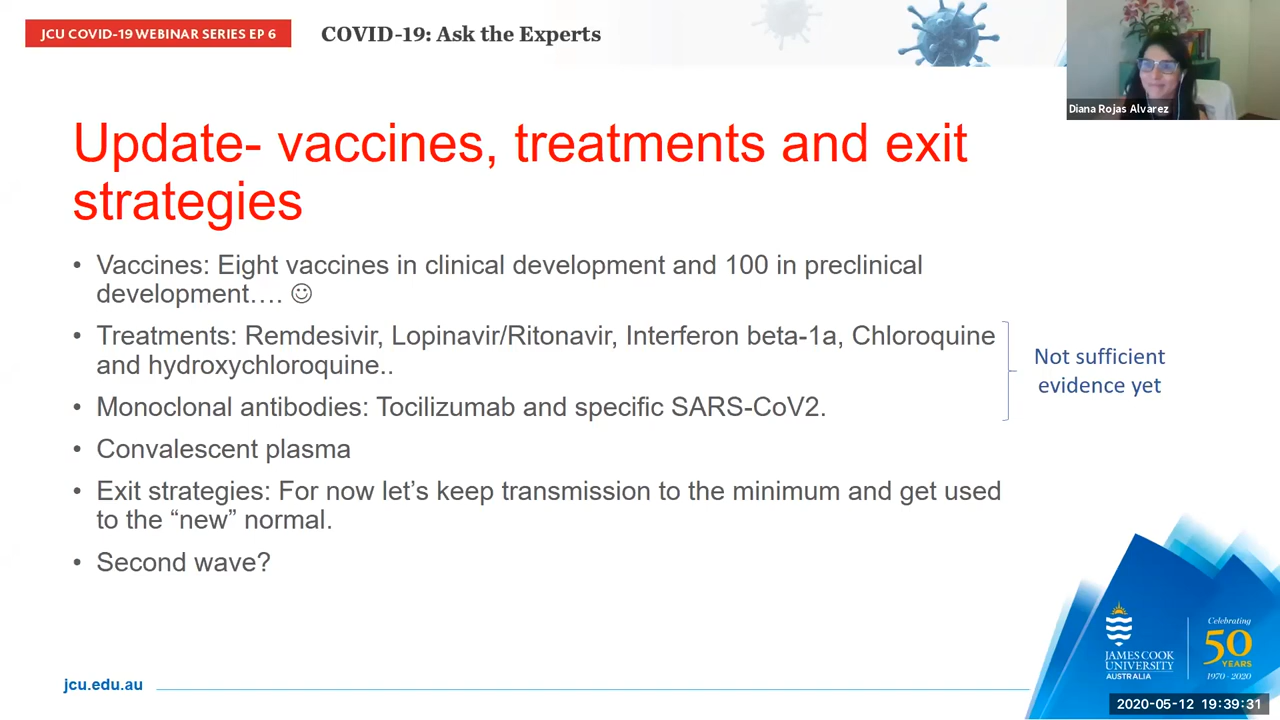 JCU COVID-19 WEBINAR SERIES EP 6
COVID-19: Ask the Experts
Diana Rojas Alvarez
Update- vaccines, treatments and exit
strategies
• Vaccines: Eight vaccines in clinical development and 100 in preclinical
development…. ☺
• Treatments: Remdesivir, Lopinavir/Ritonavir, Interferon beta-1a, Chloroquine
and hydroxychloroquine..
• Monoclonal antibodies: Tocilizumab and specific SARS-CoV2.
Not sufficient
evidence yet
• Convalescent plasma
• Exit strategies: For now let’s keep transmission to the minimum and get used
to the “new” normal.
• Second wave?
JAMES COOK
UNIVERSITY
AUSTRALIA
Celebrating
50
YEARS
1970 - 2020
jcu.edu.au
2020-05-12 19:39:31